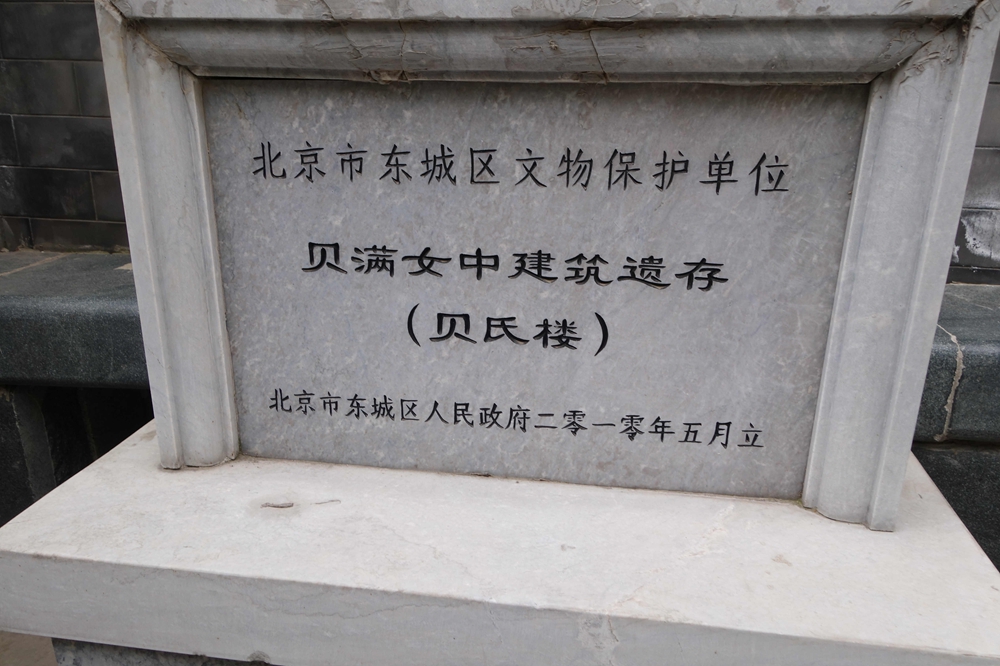 北京市东城区文物保护单位
贝满女中建筑遗存
（贝氏楼）
北京市东城区人民政府二零一零年五月立